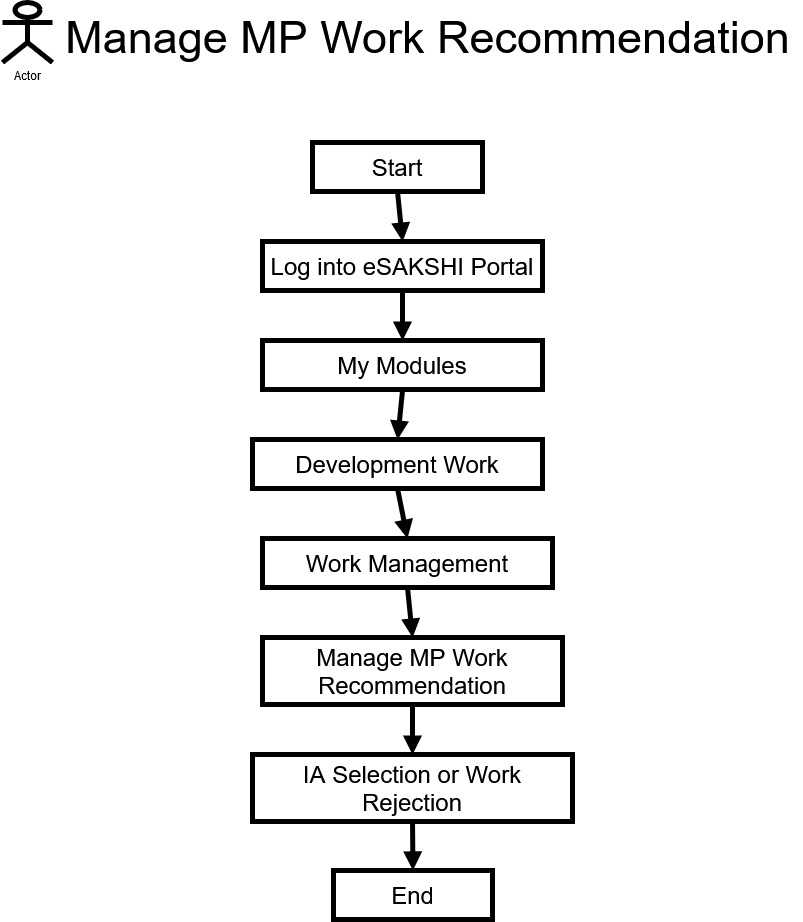 Manage MP Work Recommendation
Actor
Start
Log into eSAKSHI Portal
My Modules
Development Work
Work Management
Manage MP Work
Recommendation
IA Selection or Work
Rejection
End